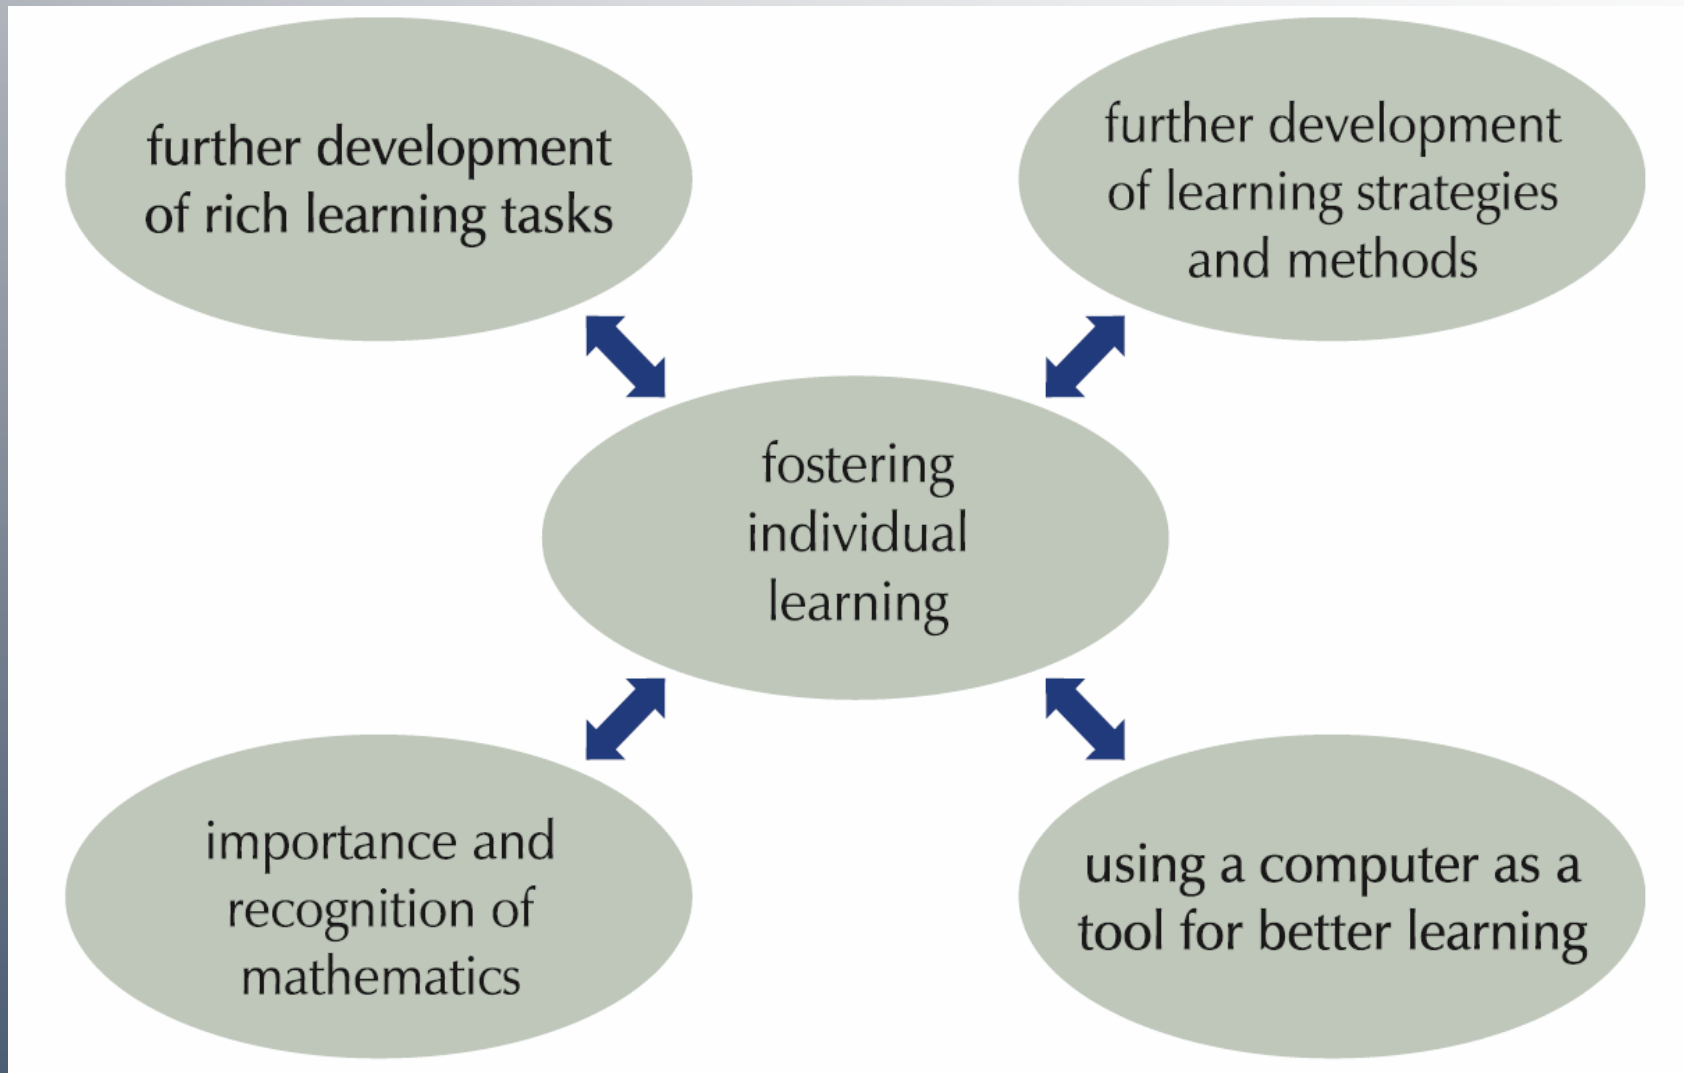 further development
of rich learning tasks
further development
of learning strategies
and methods
fostering
individual
learning
importance and
recognition of
mathematics
using a computer as a
tool for better learning